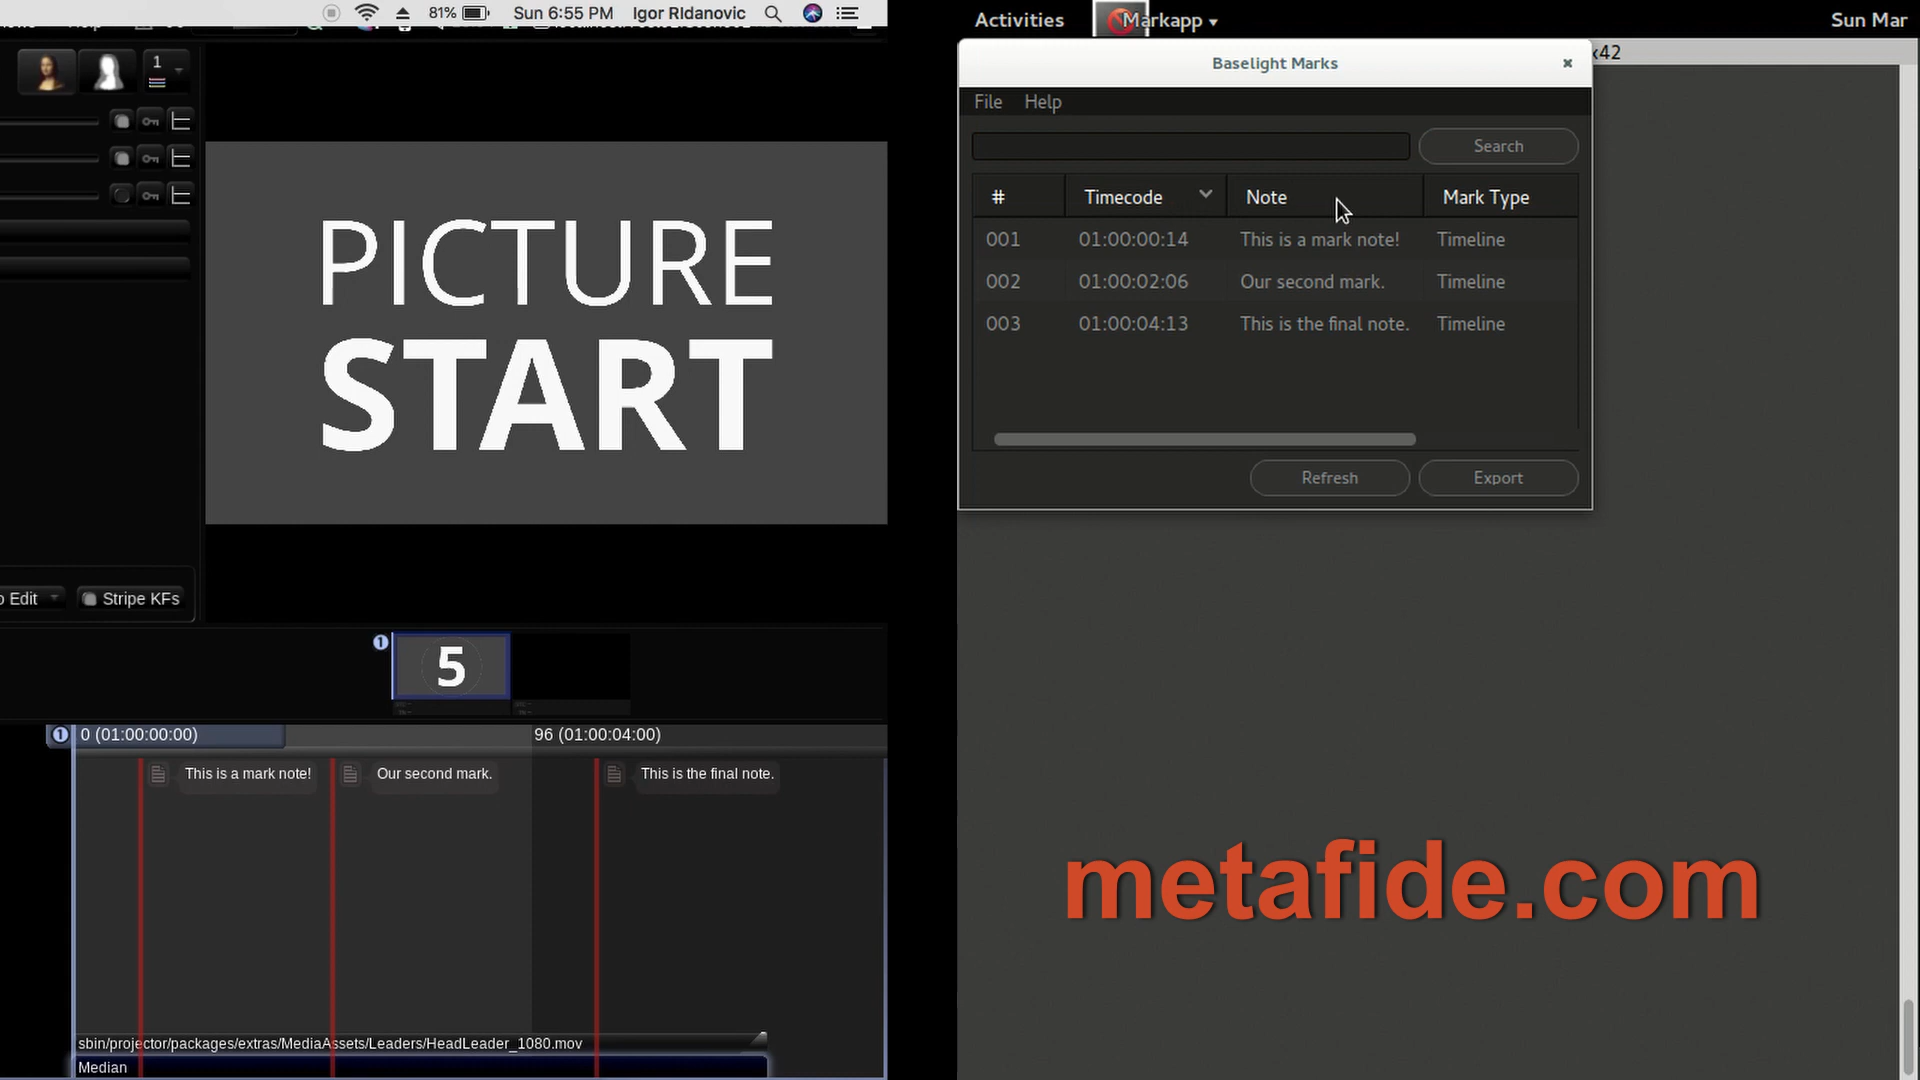 81% Sun 6:55 PM Igor RIdanovic
1
PICTURE
START
Edit
Stripe KFs
1
5
1 0 (01:00:00:00) 96 (01:00:04:00)
This is a mark note! Our second mark. This is the final note.
sbin/projector/packages/extras/MediaAssets/Leaders/HeadLeader_1080.mov
Median
Activities Markapp Sun Mar
x42
Baselight Marks
File Help
Search
# Timecode Note Mark Type
001 01:00:00:14 This is a mark note! Timeline
002 01:00:02:06 Our second mark. Timeline
003 01:00:04:13 This is the final note. Timeline
Refresh Export
metafide.com